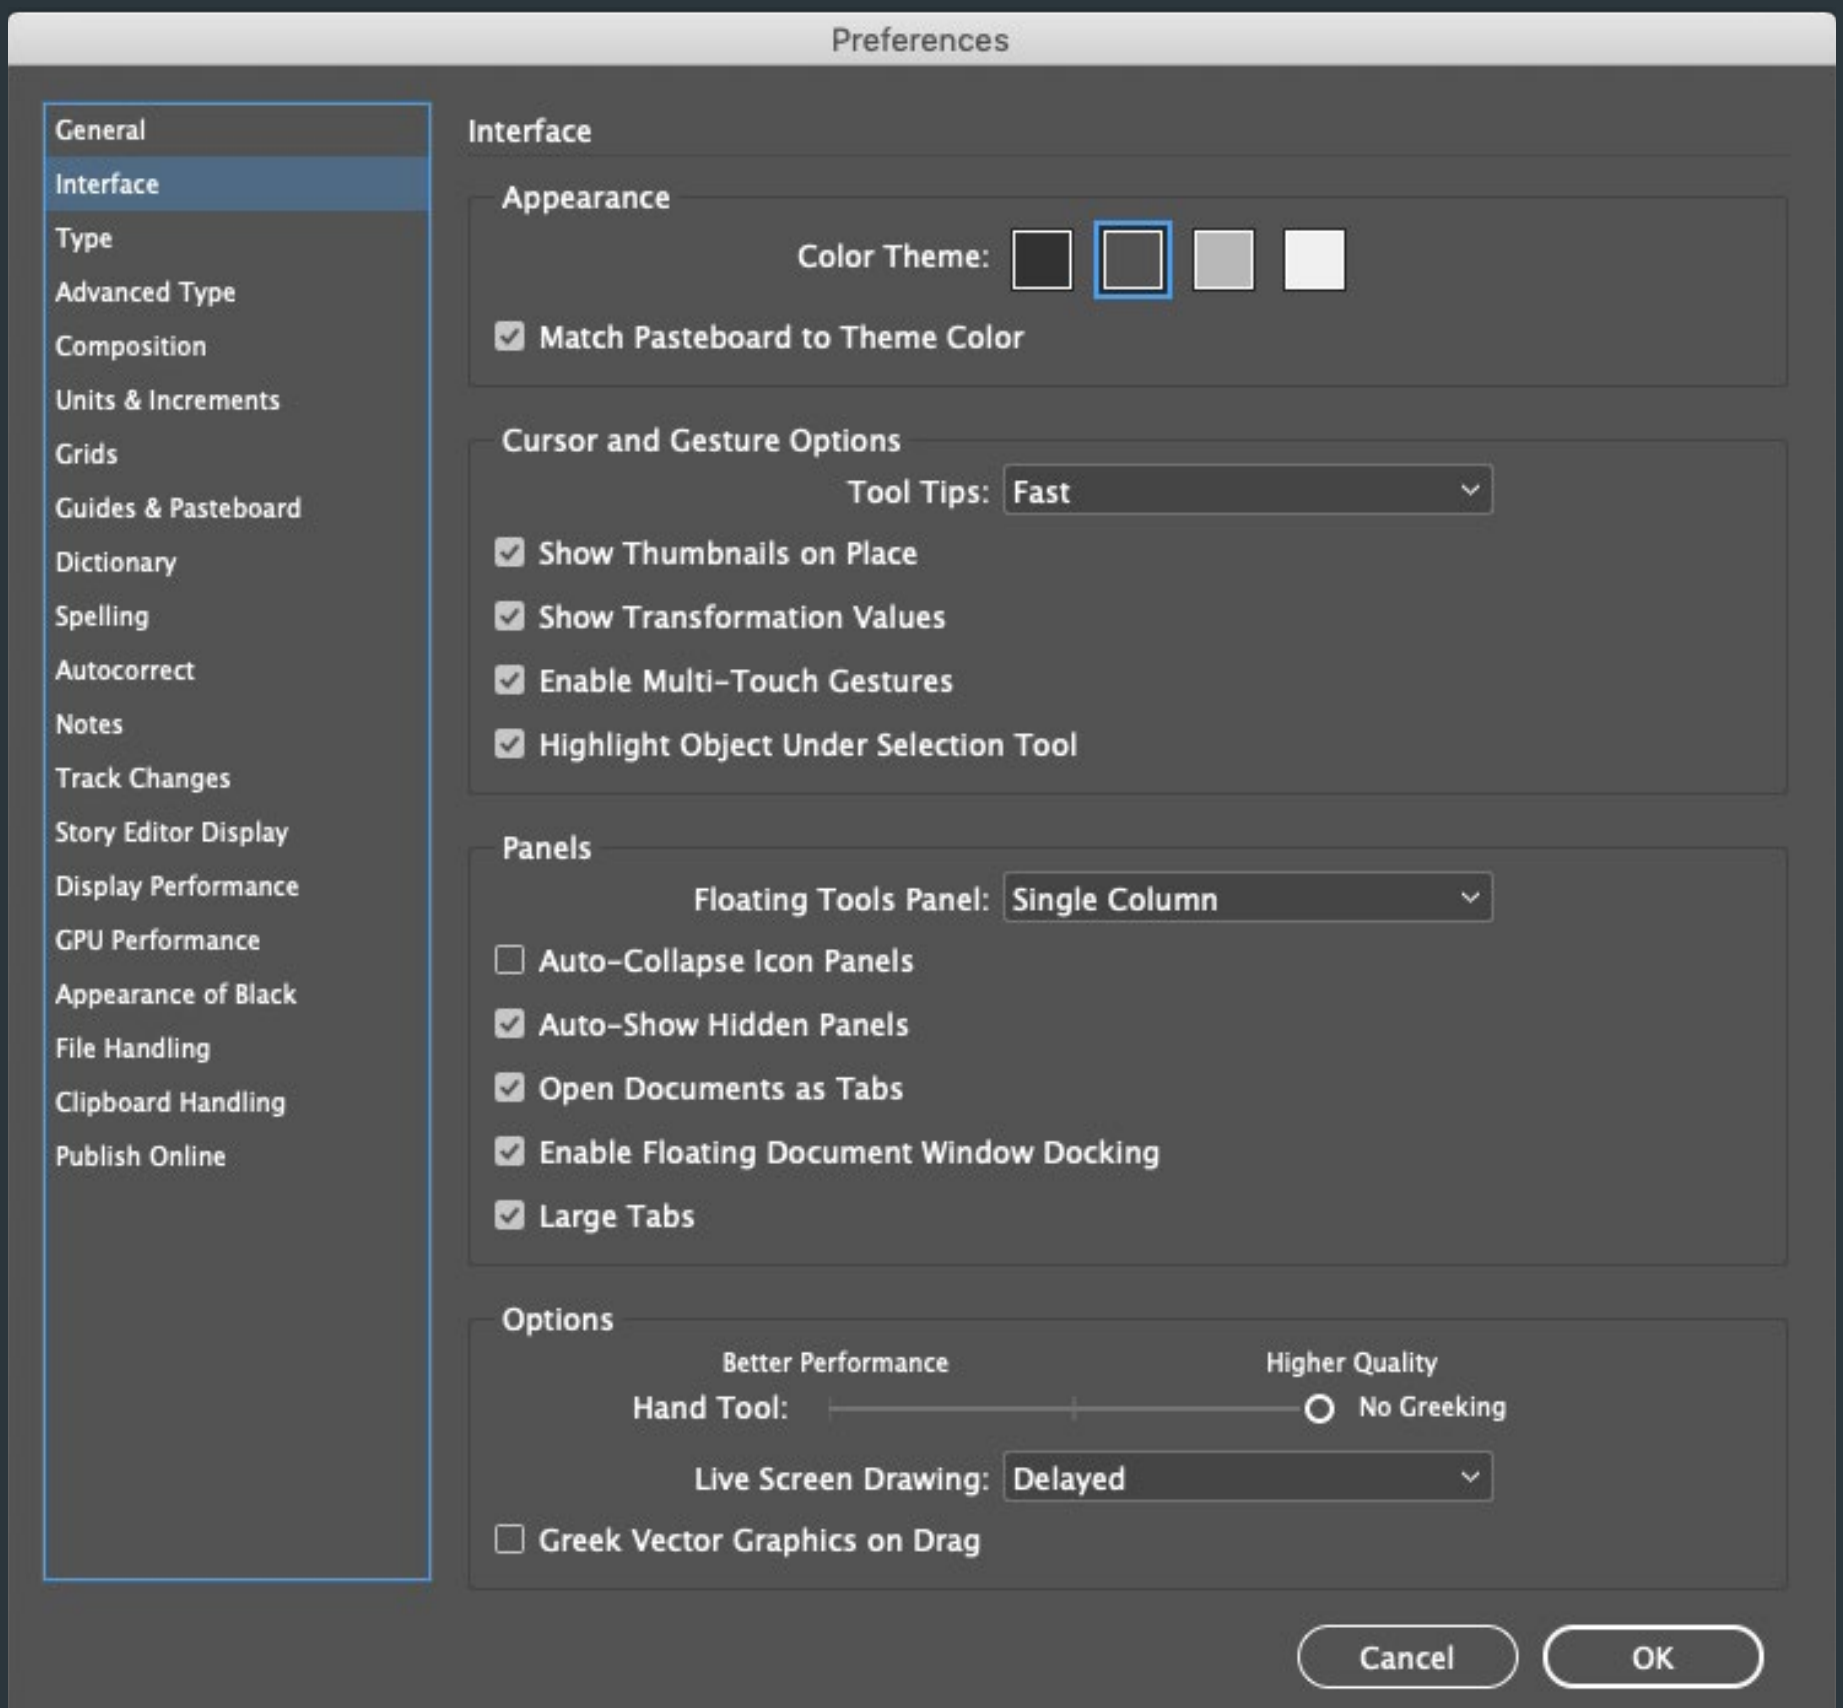 Preferences
General
Interface
Type
Advanced Type
Composition
Units & Increments
Grids
Guides & Pasteboard
Dictionary
Spelling
Autocorrect
Notes
Track Changes
Story Editor Display
Display Performance
GPU Performance
Appearance of Black
File Handling
Clipboard Handling
Publish Online
Interface
Appearance
Color Theme:
Match Pasteboard to Theme Color
Cursor and Gesture Options
Tool Tips: Fast
Show Thumbnails on Place
Show Transformation Values
Enable Multi-Touch Gestures
Highlight Object Under Selection Tool
Panels
Floating Tools Panel: Single Column
Auto-Collapse Icon Panels
Auto-Show Hidden Panels
Open Documents as Tabs
Enable Floating Document Window Docking
Large Tabs
Options
Better Performance Higher Quality
Hand Tool: No Greeking
Live Screen Drawing: Delayed
Greek Vector Graphics on Drag
Cancel OK